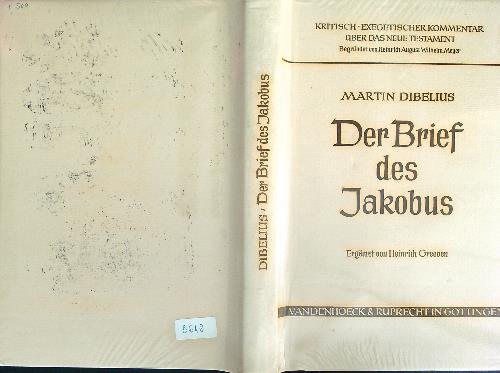 KRITISCH-EXEGETISCHER KOMMENTAR
ÜBER DAS NEUE TESTAMENT
Begründet von Heinrich August Wilhelm Meyer
MARTIN DIBELIUS
Der Brief
des
Jakobus
Ergänzt von Heinrich Greeven
VANDENHOECK & RUPRECHT IN GÖTTINGEN
DIBELIUS · Der Brief des Jakobus